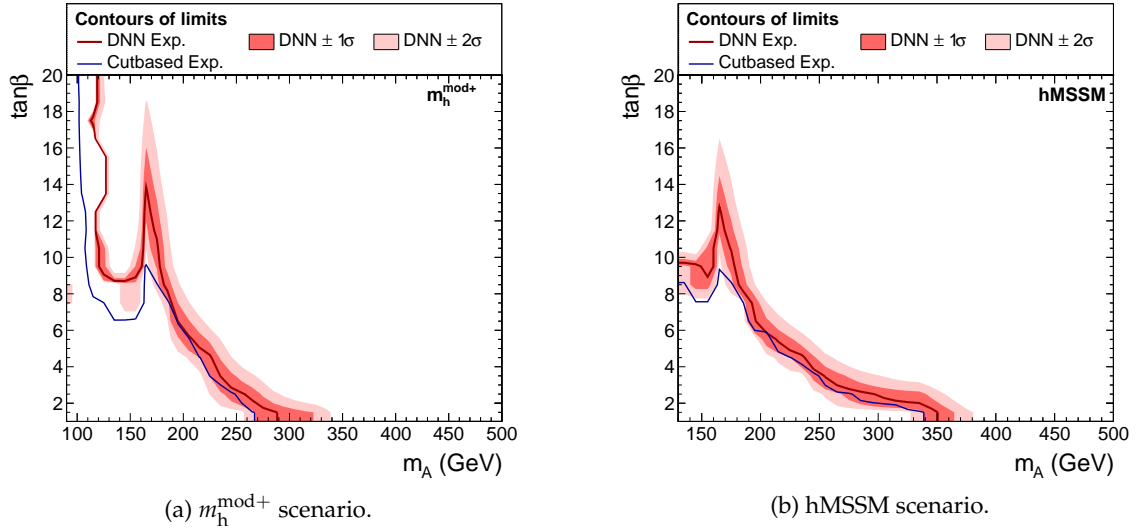 Contours of limits
DNN Exp. DNN ± 1σ DNN ± 2σ
Cutbased Exp.
tanβ
20
18
16
14
12
10
8
6
4
2
m_h^mod+
100 150 200 250 300 350 400 450 500
m_A (GeV)
(a) m_h^mod+ scenario.
Contours of limits
DNN Exp. DNN ± 1σ DNN ± 2σ
Cutbased Exp.
tanβ
20
18
16
14
12
10
8
6
4
2
hMSSM
150 200 250 300 350 400 450 500
m_A (GeV)
(b) hMSSM scenario.